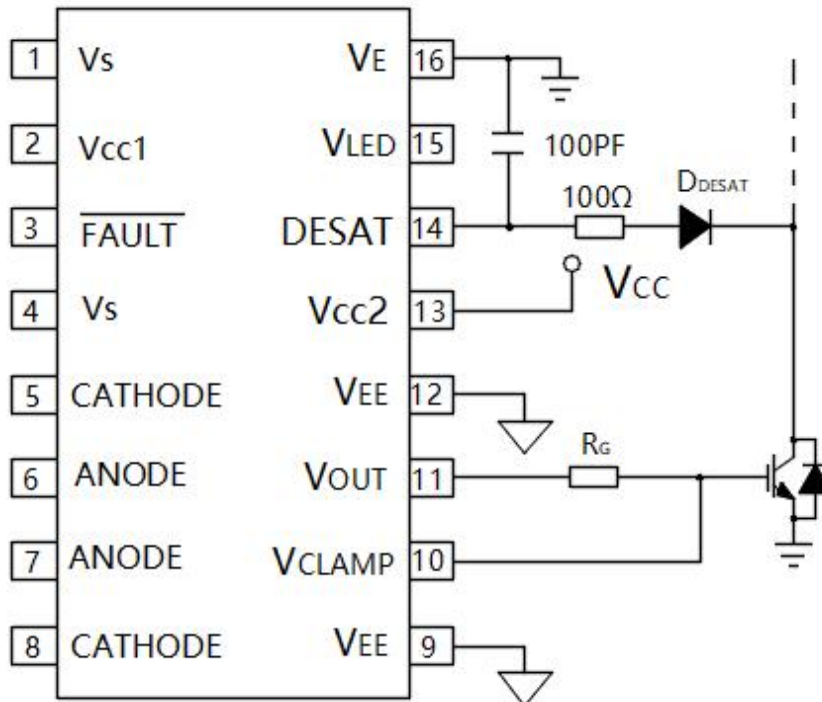 1 Vs VE 16
2 Vcc1 VLED 15
100PF
DDESAT
100Ω
3 FAULT DESAT 14
VCC
4 Vs Vcc2 13
5 CATHODE VEE 12
RG
6 ANODE VOUT 11
7 ANODE VCLAMP 10
8 CATHODE VEE 9